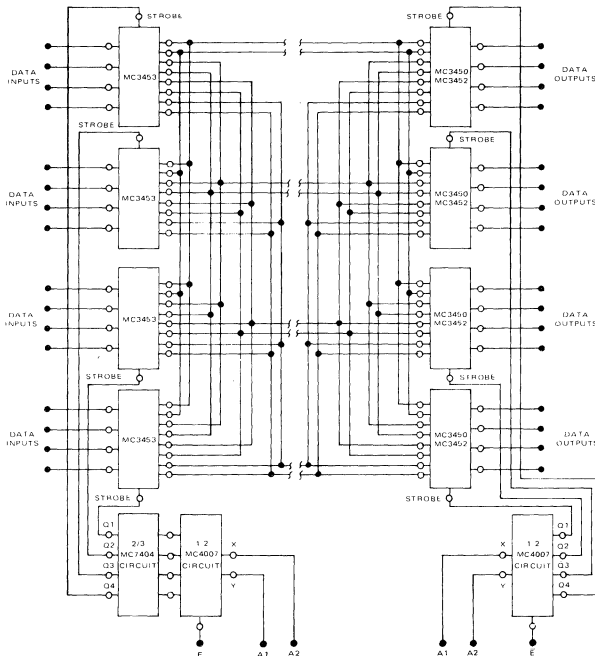 STROBE
STROBE
DATA
INPUTS
MC3453
MC3450
MC3452
DATA
OUTPUTS
STROBE
STROBE
DATA
INPUTS
MC3453
MC3450
MC3452
DATA
OUTPUTS
DATA
INPUTS
MC3453
MC3450
MC3452
DATA
OUTPUTS
STROBE
STROBE
DATA
INPUTS
MC3453
MC3450
MC3452
DATA
OUTPUTS
STROBE
STROBE
Q1
Q2
Q3
Q4
2/3
MC7404
CIRCUIT
1 2
MC4007
CIRCUIT
X
Y
X
Y
1 2
MC4007
CIRCUIT
Q1
Q2
Q3
Q4
E
A1
A2
A1
A2
E